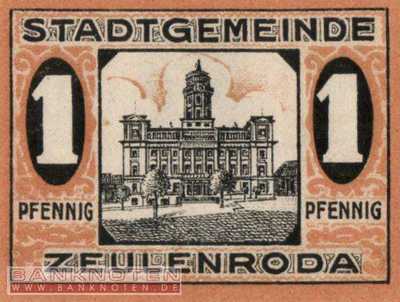 STADTGEMEINDE
1 1
PFENNIG PFENNIG
ZEULENRODA
BANKNOTEN
WWW.BANKNOTEN.DE